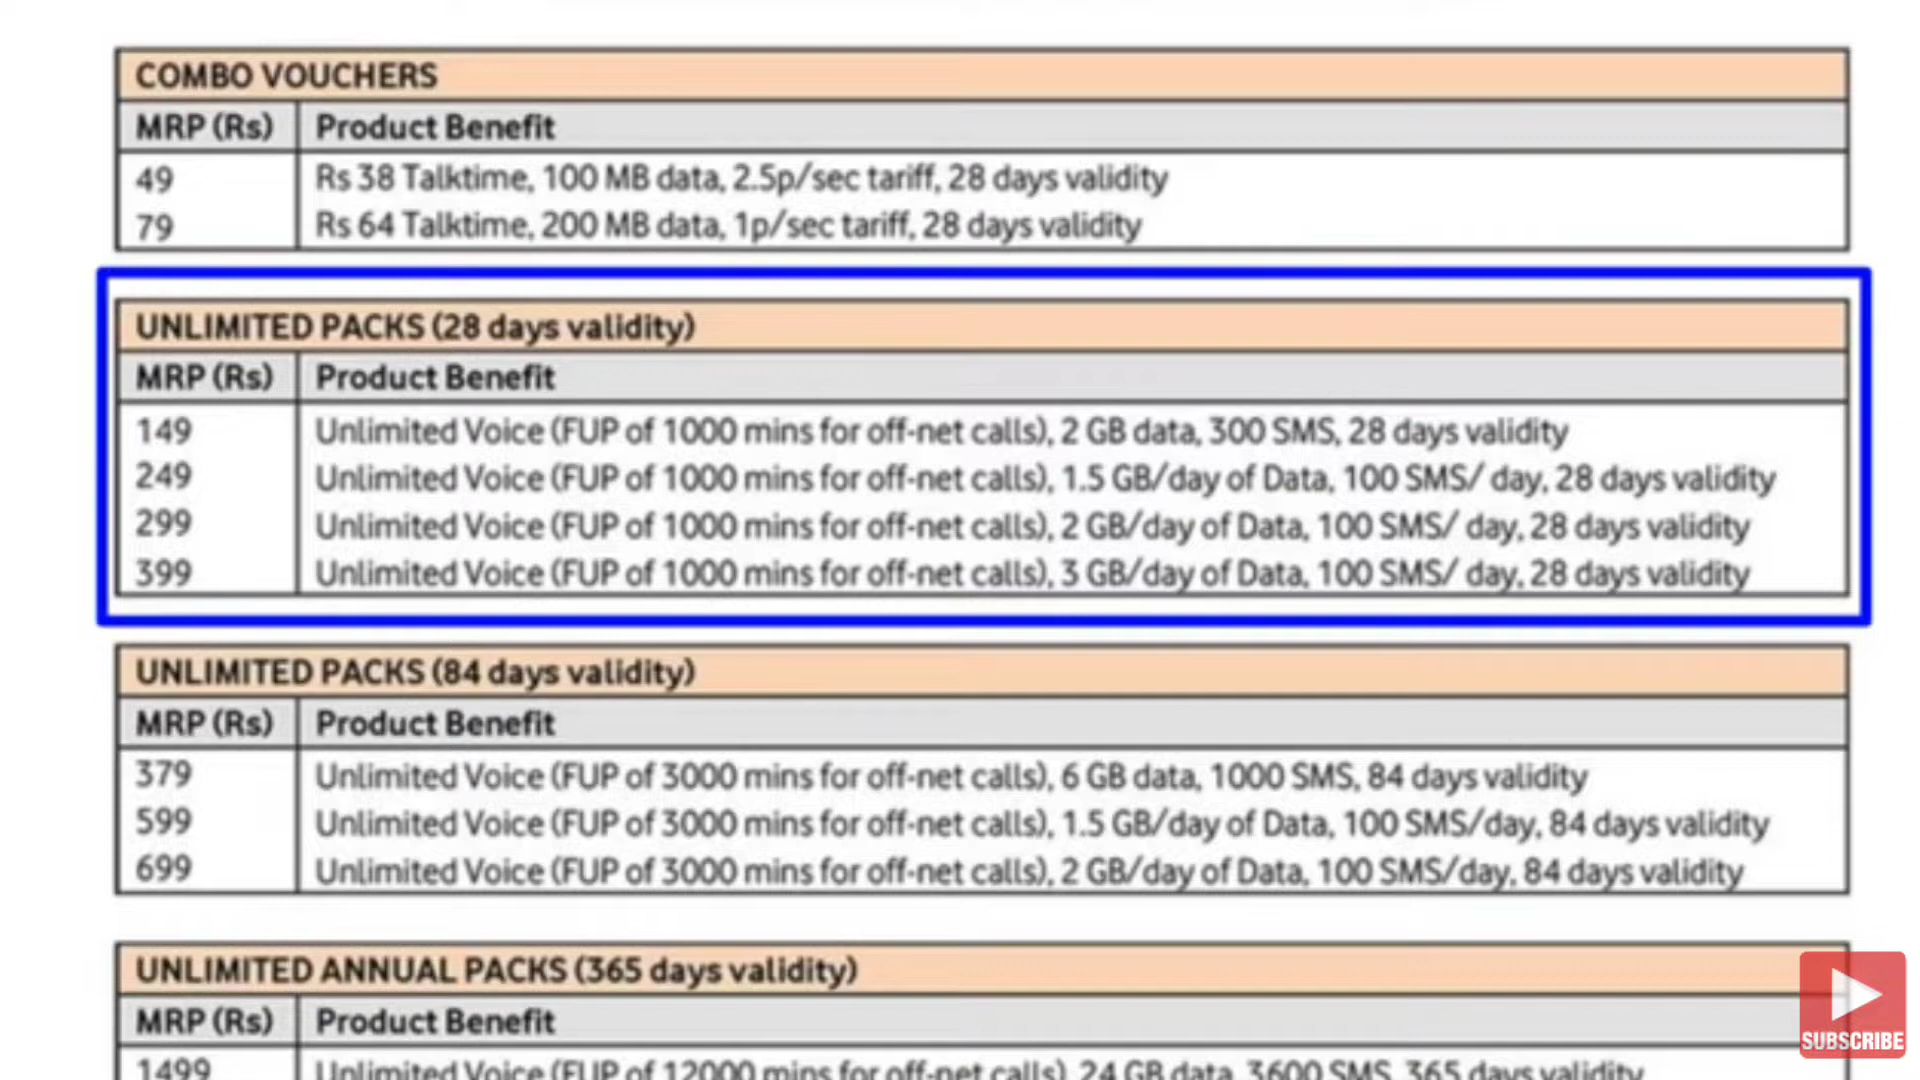 COMBO VOUCHERS
MRP (Rs) Product Benefit
49 Rs 38 Talktime, 100 MB data, 2.5p/sec tariff, 28 days validity
79 Rs 64 Talktime, 200 MB data, 1p/sec tariff, 28 days validity
UNLIMITED PACKS (28 days validity)
MRP (Rs) Product Benefit
149 Unlimited Voice (FUP of 1000 mins for off-net calls), 2 GB data, 300 SMS, 28 days validity
249 Unlimited Voice (FUP of 1000 mins for off-net calls), 1.5 GB/day of Data, 100 SMS/ day, 28 days validity
299 Unlimited Voice (FUP of 1000 mins for off-net calls), 2 GB/day of Data, 100 SMS/ day, 28 days validity
399 Unlimited Voice (FUP of 1000 mins for off-net calls), 3 GB/day of Data, 100 SMS/ day, 28 days validity
UNLIMITED PACKS (84 days validity)
MRP (Rs) Product Benefit
379 Unlimited Voice (FUP of 3000 mins for off-net calls), 6 GB data, 1000 SMS, 84 days validity
599 Unlimited Voice (FUP of 3000 mins for off-net calls), 1.5 GB/day of Data, 100 SMS/day, 84 days validity
699 Unlimited Voice (FUP of 3000 mins for off-net calls), 2 GB/day of Data, 100 SMS/day, 84 days validity
UNLIMITED ANNUAL PACKS (365 days validity)
MRP (Rs) Product Benefit
1499 Unlimited Voice (FUP of 12000 mins for off-net calls), 24 GB data, 3600 SMS, 365 days validity
SUBSCRIBE